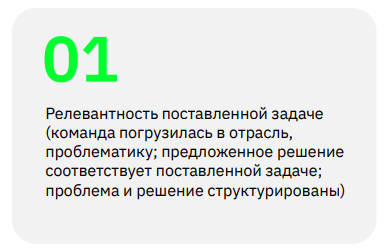 01
Релевантность поставленной задаче
(команда погрузилась в отрасль,
проблематику; предложенное решение
соответствует поставленной задаче;
проблема и решение структурированы)